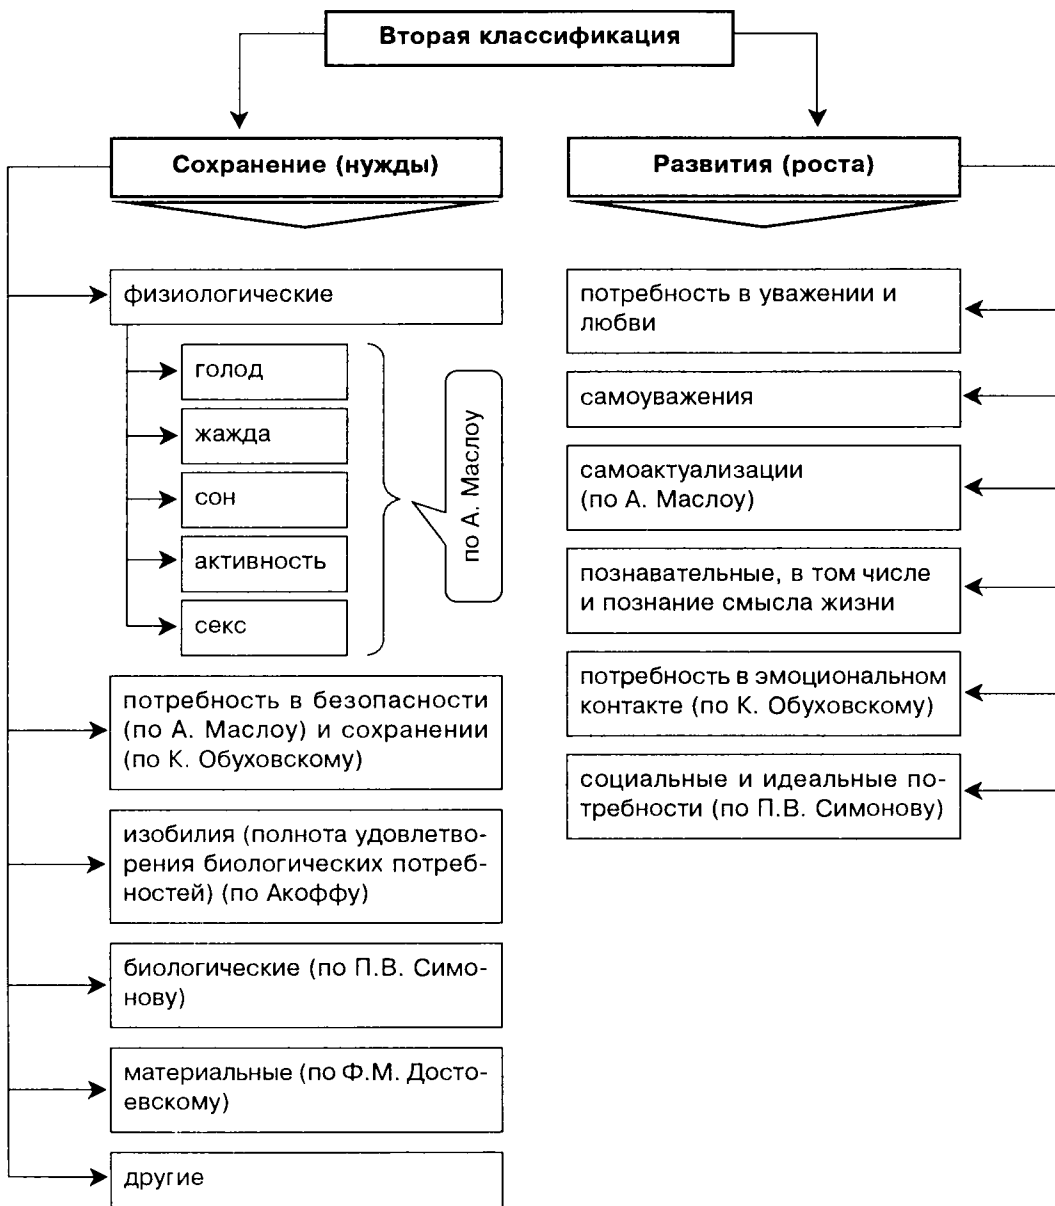 Вторая классификация
Сохранение (нужды)
физиологические
голод
жажда
сон
активность
секс
по А. Маслоу
потребность в безопасности
(по А. Маслоу) и сохранении
(по К. Обуховскому)
изобилия (полнота удовлетво-
рения биологических потреб-
ностей) (по Акоффу)
биологические (по П.В. Симо-
нову)
материальные (по Ф.М. Досто-
евскому)
другие
Развития (роста)
потребность в уважении и
любви
самоуважения
самоактуализации
(по А. Маслоу)
познавательные, в том числе
и познание смысла жизни
потребность в эмоциональном
контакте (по К. Обуховскому)
социальные и идеальные по-
требности (по П.В. Симонову)